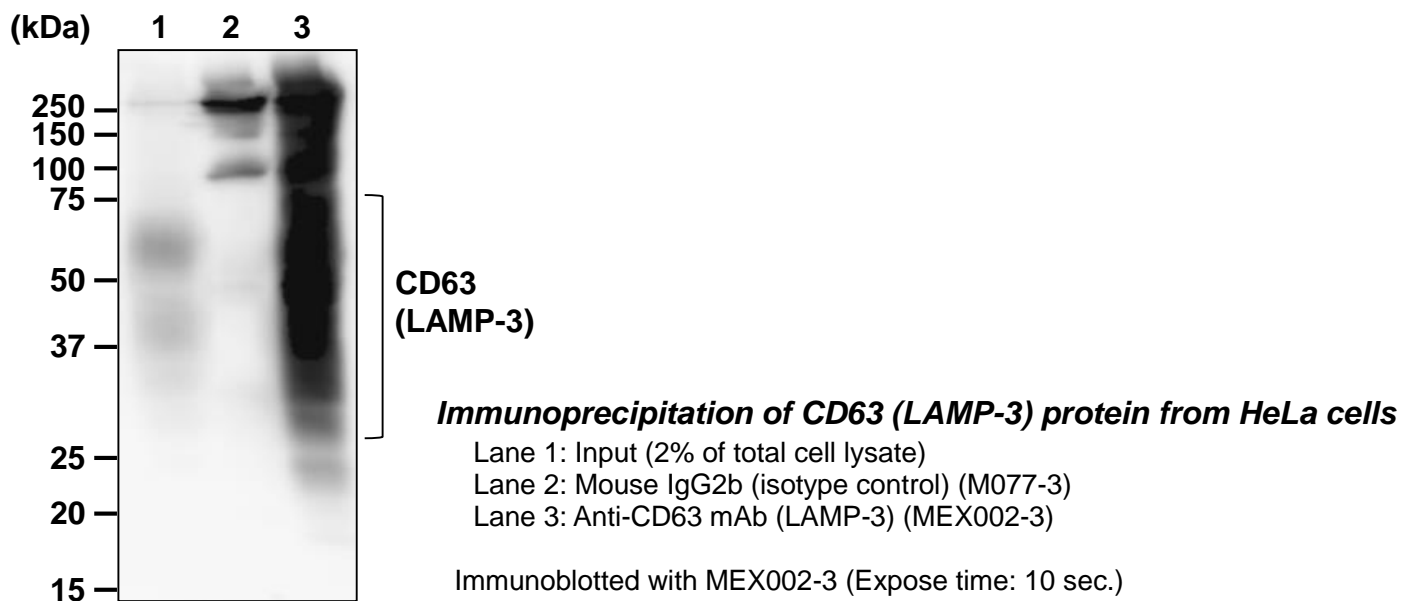 (kDa) 1 2 3
250
150
100
75
50
37
25
20
15
CD63
(LAMP-3)
Immunoprecipitation of CD63 (LAMP-3) protein from HeLa cells
Lane 1: Input (2% of total cell lysate)
Lane 2: Mouse IgG2b (isotype control) (M077-3)
Lane 3: Anti-CD63 mAb (LAMP-3) (MEX002-3)
Immunoblotted with MEX002-3 (Expose time: 10 sec.)